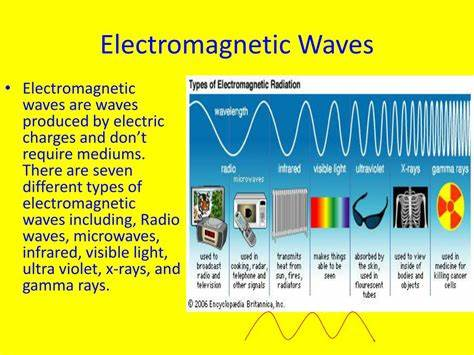 Electromagnetic Waves
• Electromagnetic
waves are waves
produced by electric
charges and don't
require mediums.
There are seven
different types of
electromagnetic
waves including, Radio
waves, microwaves,
infrared, visible light,
ultra violet, x-rays, and
gamma rays.
Types of Electromagnetic Radiation
wavelength
radio
microwaves
infrared
visible light
ultraviolet
X-rays
gamma rays
used to
broadcast
radio and
television
used in
cooking, radar,
telephone and
other signals
transmits
heat from
sun, fires,
radiators
makes things
able to be
seen
absorbed by
the skin,
used in
fluorescent
tubes
used to view
inside of
bodies and
objects
used in
medicine for
killing cancer
cells
© 2006 Encyclopædia Britannica, Inc.